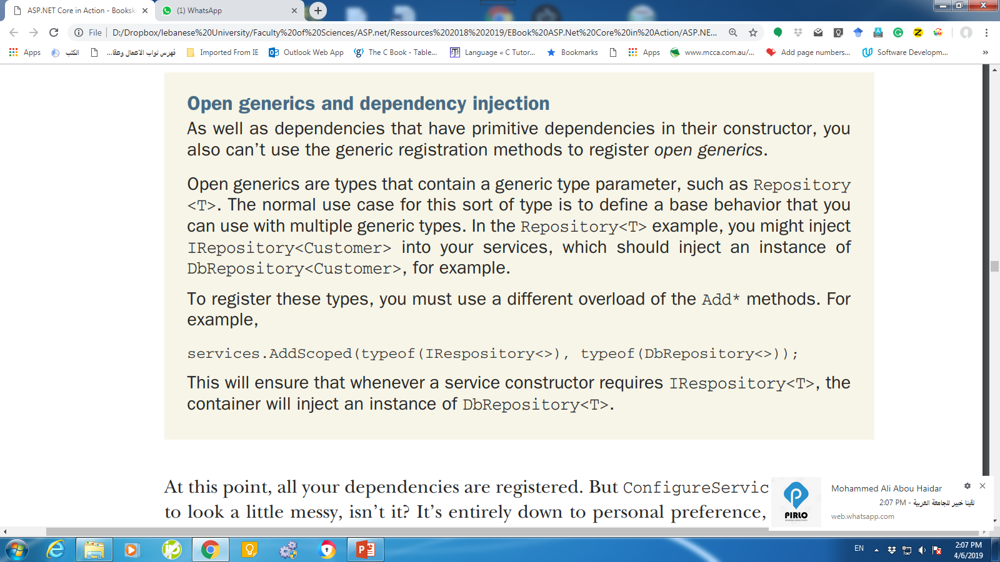 ASP.NET Core in Action - Booksk
(1) WhatsApp
File | D:/Dropbox/lebanese%20University/Faculty%20of%20Sciences/ASP.net/Ressources%202018%202019/EBook%20ASP.Net%20Core%20in%20Action/ASP.NE...
Apps الكتب فهرس ثواب الاعمال وعقا... Imported From IE Outlook Web App The C Book - Table... Language « C Tutor... Bookmarks Apps www.mcca.com.au/... Add page numbers... Software Developm... »
Open generics and dependency injection
As well as dependencies that have primitive dependencies in their constructor, you
also can’t use the generic registration methods to register open generics.
Open generics are types that contain a generic type parameter, such as Repository
<T>. The normal use case for this sort of type is to define a base behavior that you
can use with multiple generic types. In the Repository<T> example, you might inject
IRepository<Customer> into your services, which should inject an instance of
DbRepository<Customer>, for example.
To register these types, you must use a different overload of the Add* methods. For
example,
services.AddScoped(typeof(IRespository<>), typeof(DbRepository<>));
This will ensure that whenever a service constructor requires IRespository<T>, the
container will inject an instance of DbRepository<T>.
At this point, all your dependencies are registered. But ConfigureServic
to look a little messy, isn’t it? It’s entirely down to personal preference,
PIRLO
Mohammed Ali Abou Haidar
2:07 PM - لقينا خبير للجامعة العربية
web.whatsapp.com
EN
2:07 PM
4/6/2019